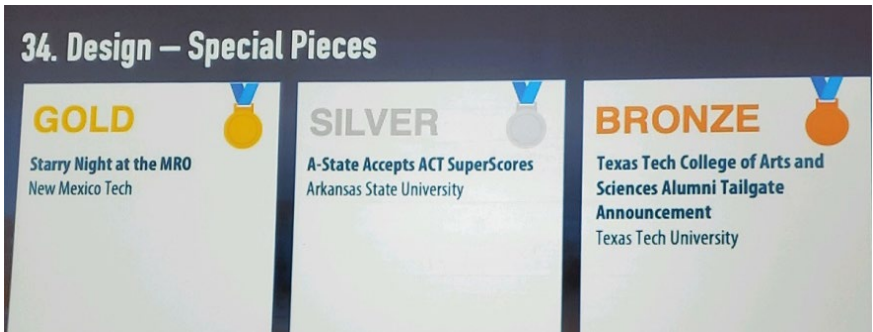 34. Design – Special Pieces
GOLD
Starry Night at the MRO
New Mexico Tech
SILVER
A-State Accepts ACT SuperScores
Arkansas State University
BRONZE
Texas Tech College of Arts and
Sciences Alumni Tailgate
Announcement
Texas Tech University